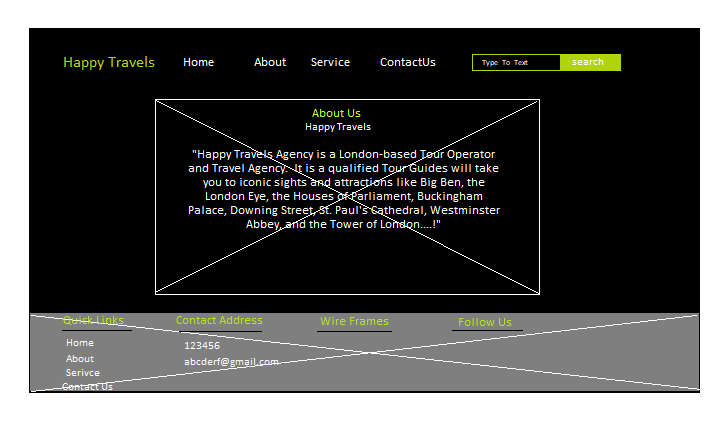 Happy Travels Home About Service ContactUs Type To Text search
About Us
Happy Travels
"Happy Travels Agency is a London-based Tour Operator
and Travel Agency. It is a qualified Tour Guides will take
you to iconic sights and attractions like Big Ben, the
London Eye, the Houses of Parliament, Buckingham
Palace, Downing Street, St. Paul's Cathedral, Westminster
Abbey, and the Tower of London....!"
Quick Links
Home
About
Serivce
Contact Us
Contact Address
123456
abcderf@gmail.com
Wire Frames
Follow Us